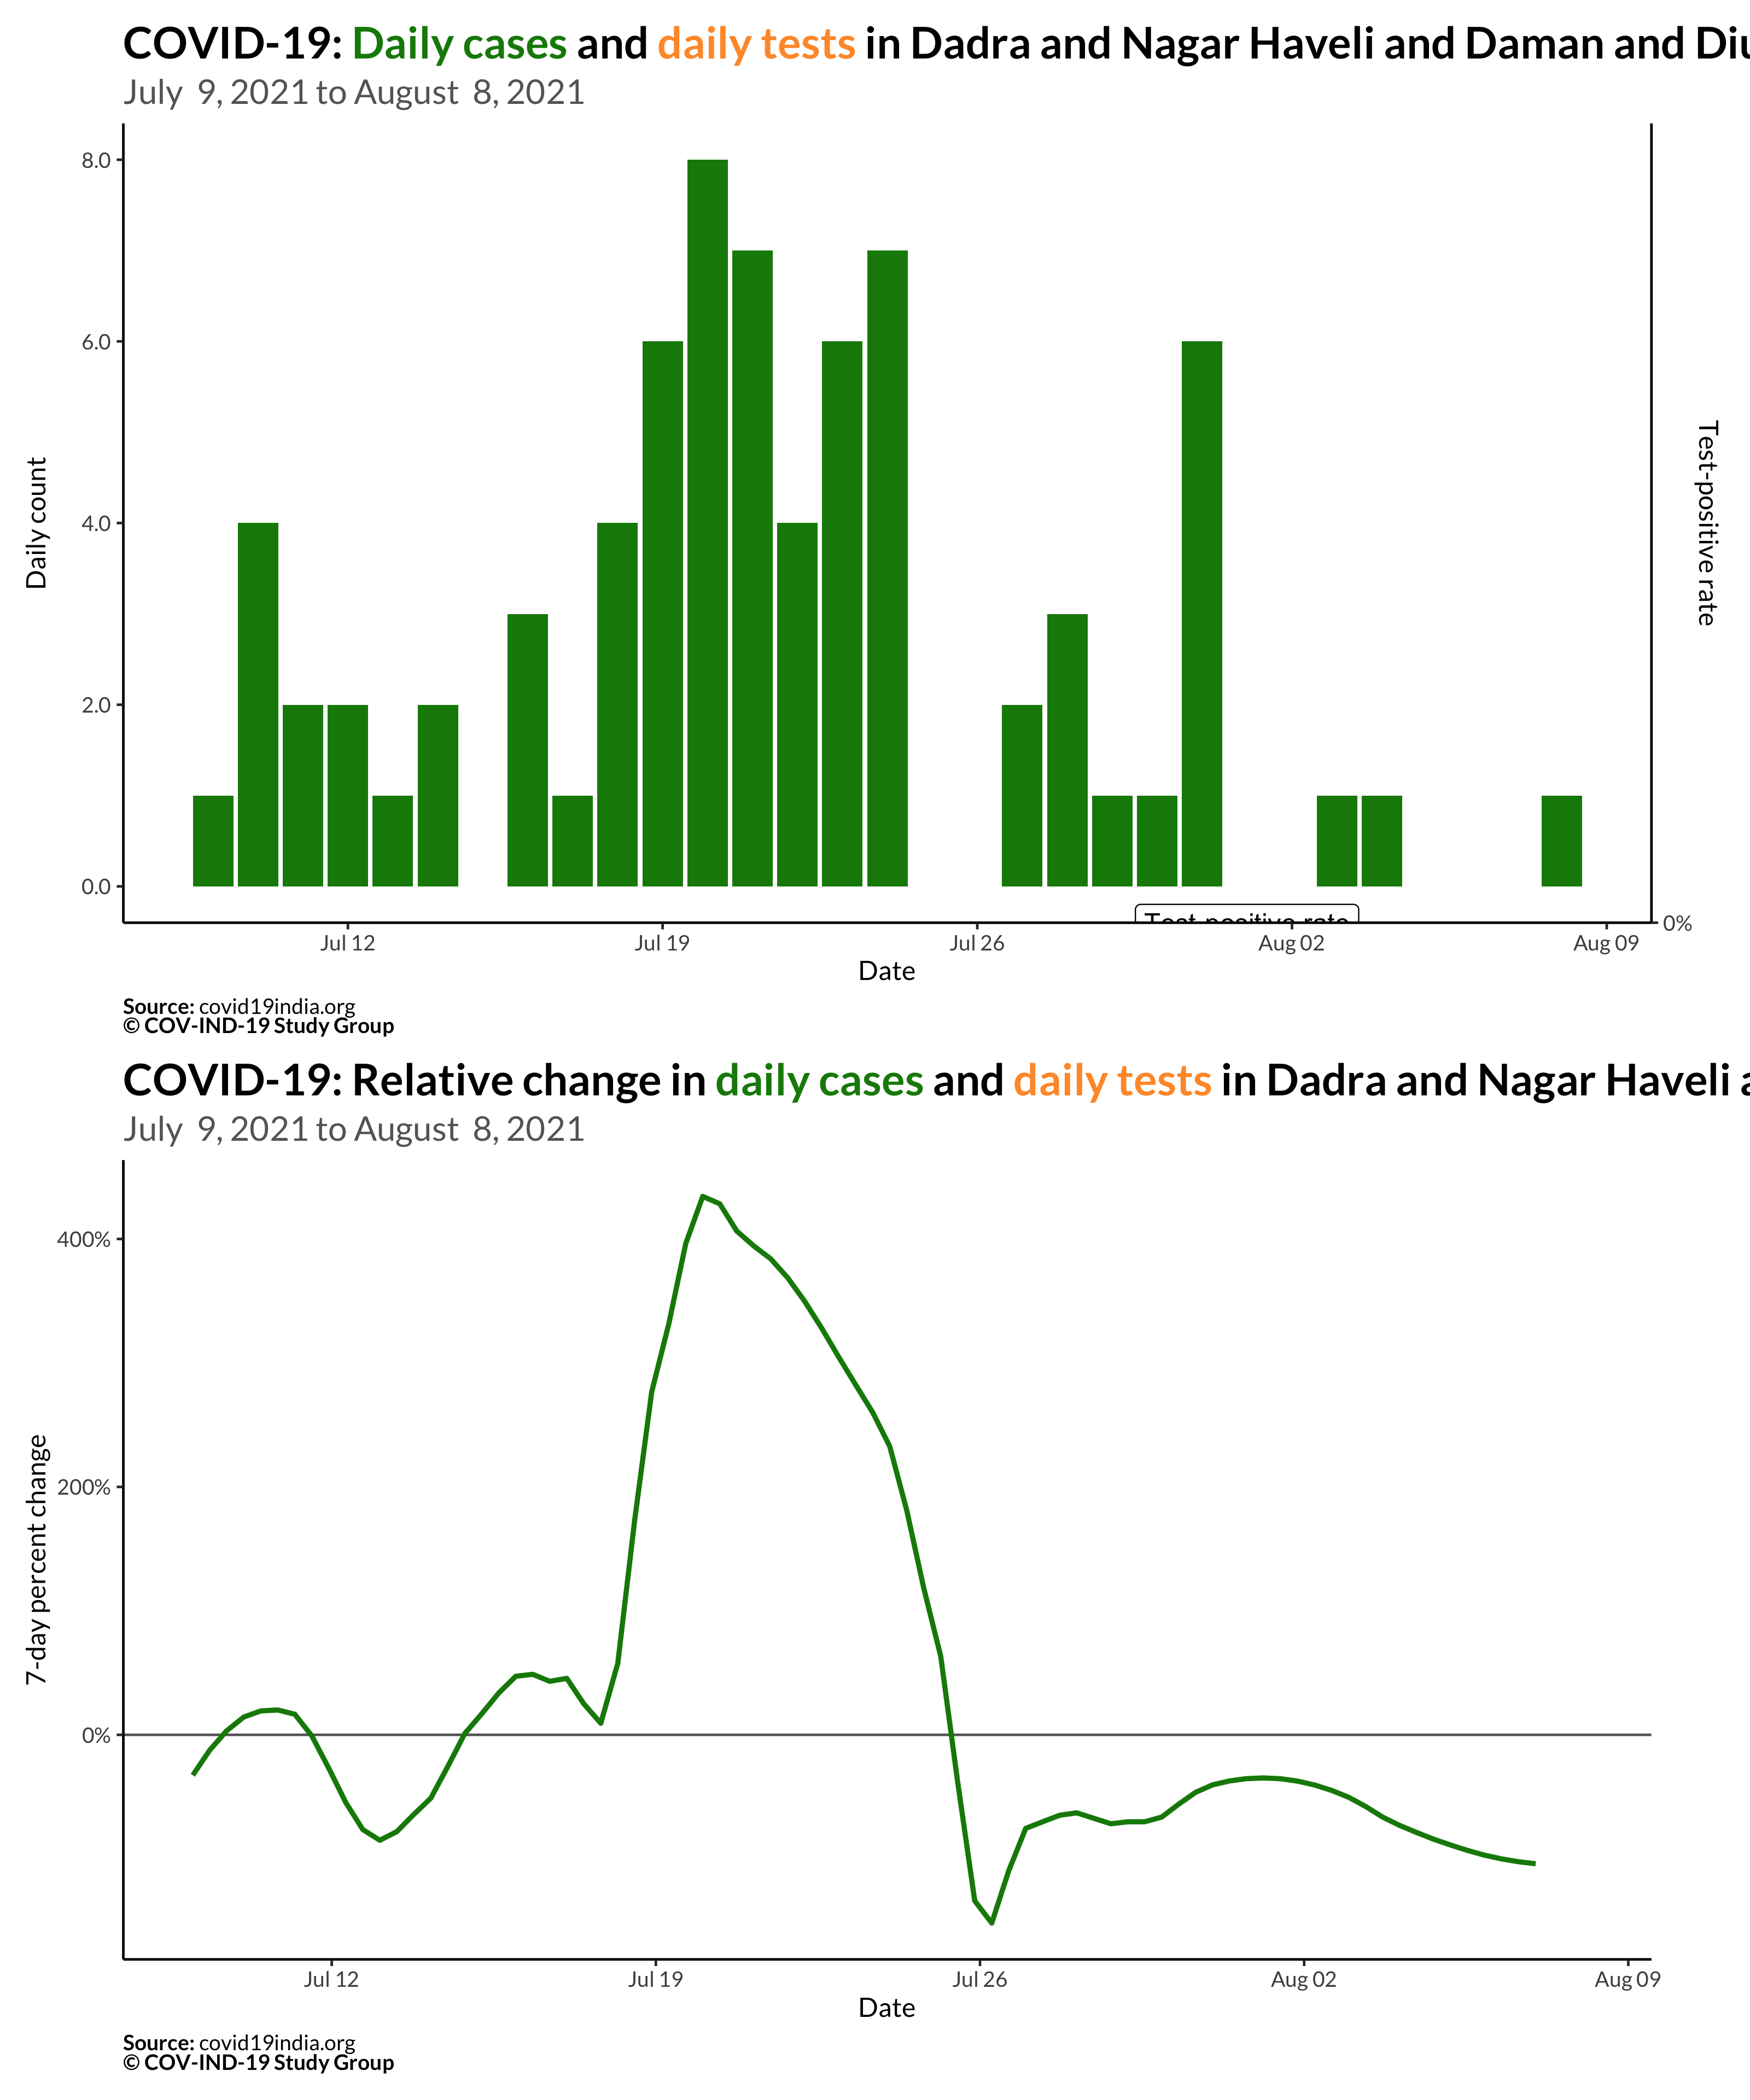 COVID-19: Daily cases and daily tests in Dadra and Nagar Haveli and Daman and Diu
July 9, 2021 to August 8, 2021
8.0
6.0
4.0
2.0
0.0
Daily count
Test-positive rate
Test-positive rate
0%
Jul 12
Jul 19
Jul 26
Aug 02
Aug 09
Date
Source: covid19india.org
© COV-IND-19 Study Group
COVID-19: Relative change in daily cases and daily tests in Dadra and Nagar Haveli a
July 9, 2021 to August 8, 2021
400%
200%
0%
7-day percent change
Jul 12
Jul 19
Jul 26
Aug 02
Aug 09
Date
Source: covid19india.org
© COV-IND-19 Study Group